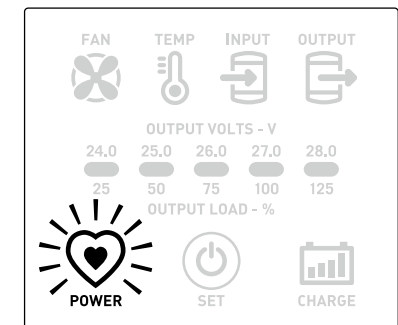 FAN TEMP INPUT OUTPUT
OUTPUT VOLTS - V
24.0 25.0 26.0 27.0 28.0
25 50 75 100 125
OUTPUT LOAD - %
POWER SET CHARGE